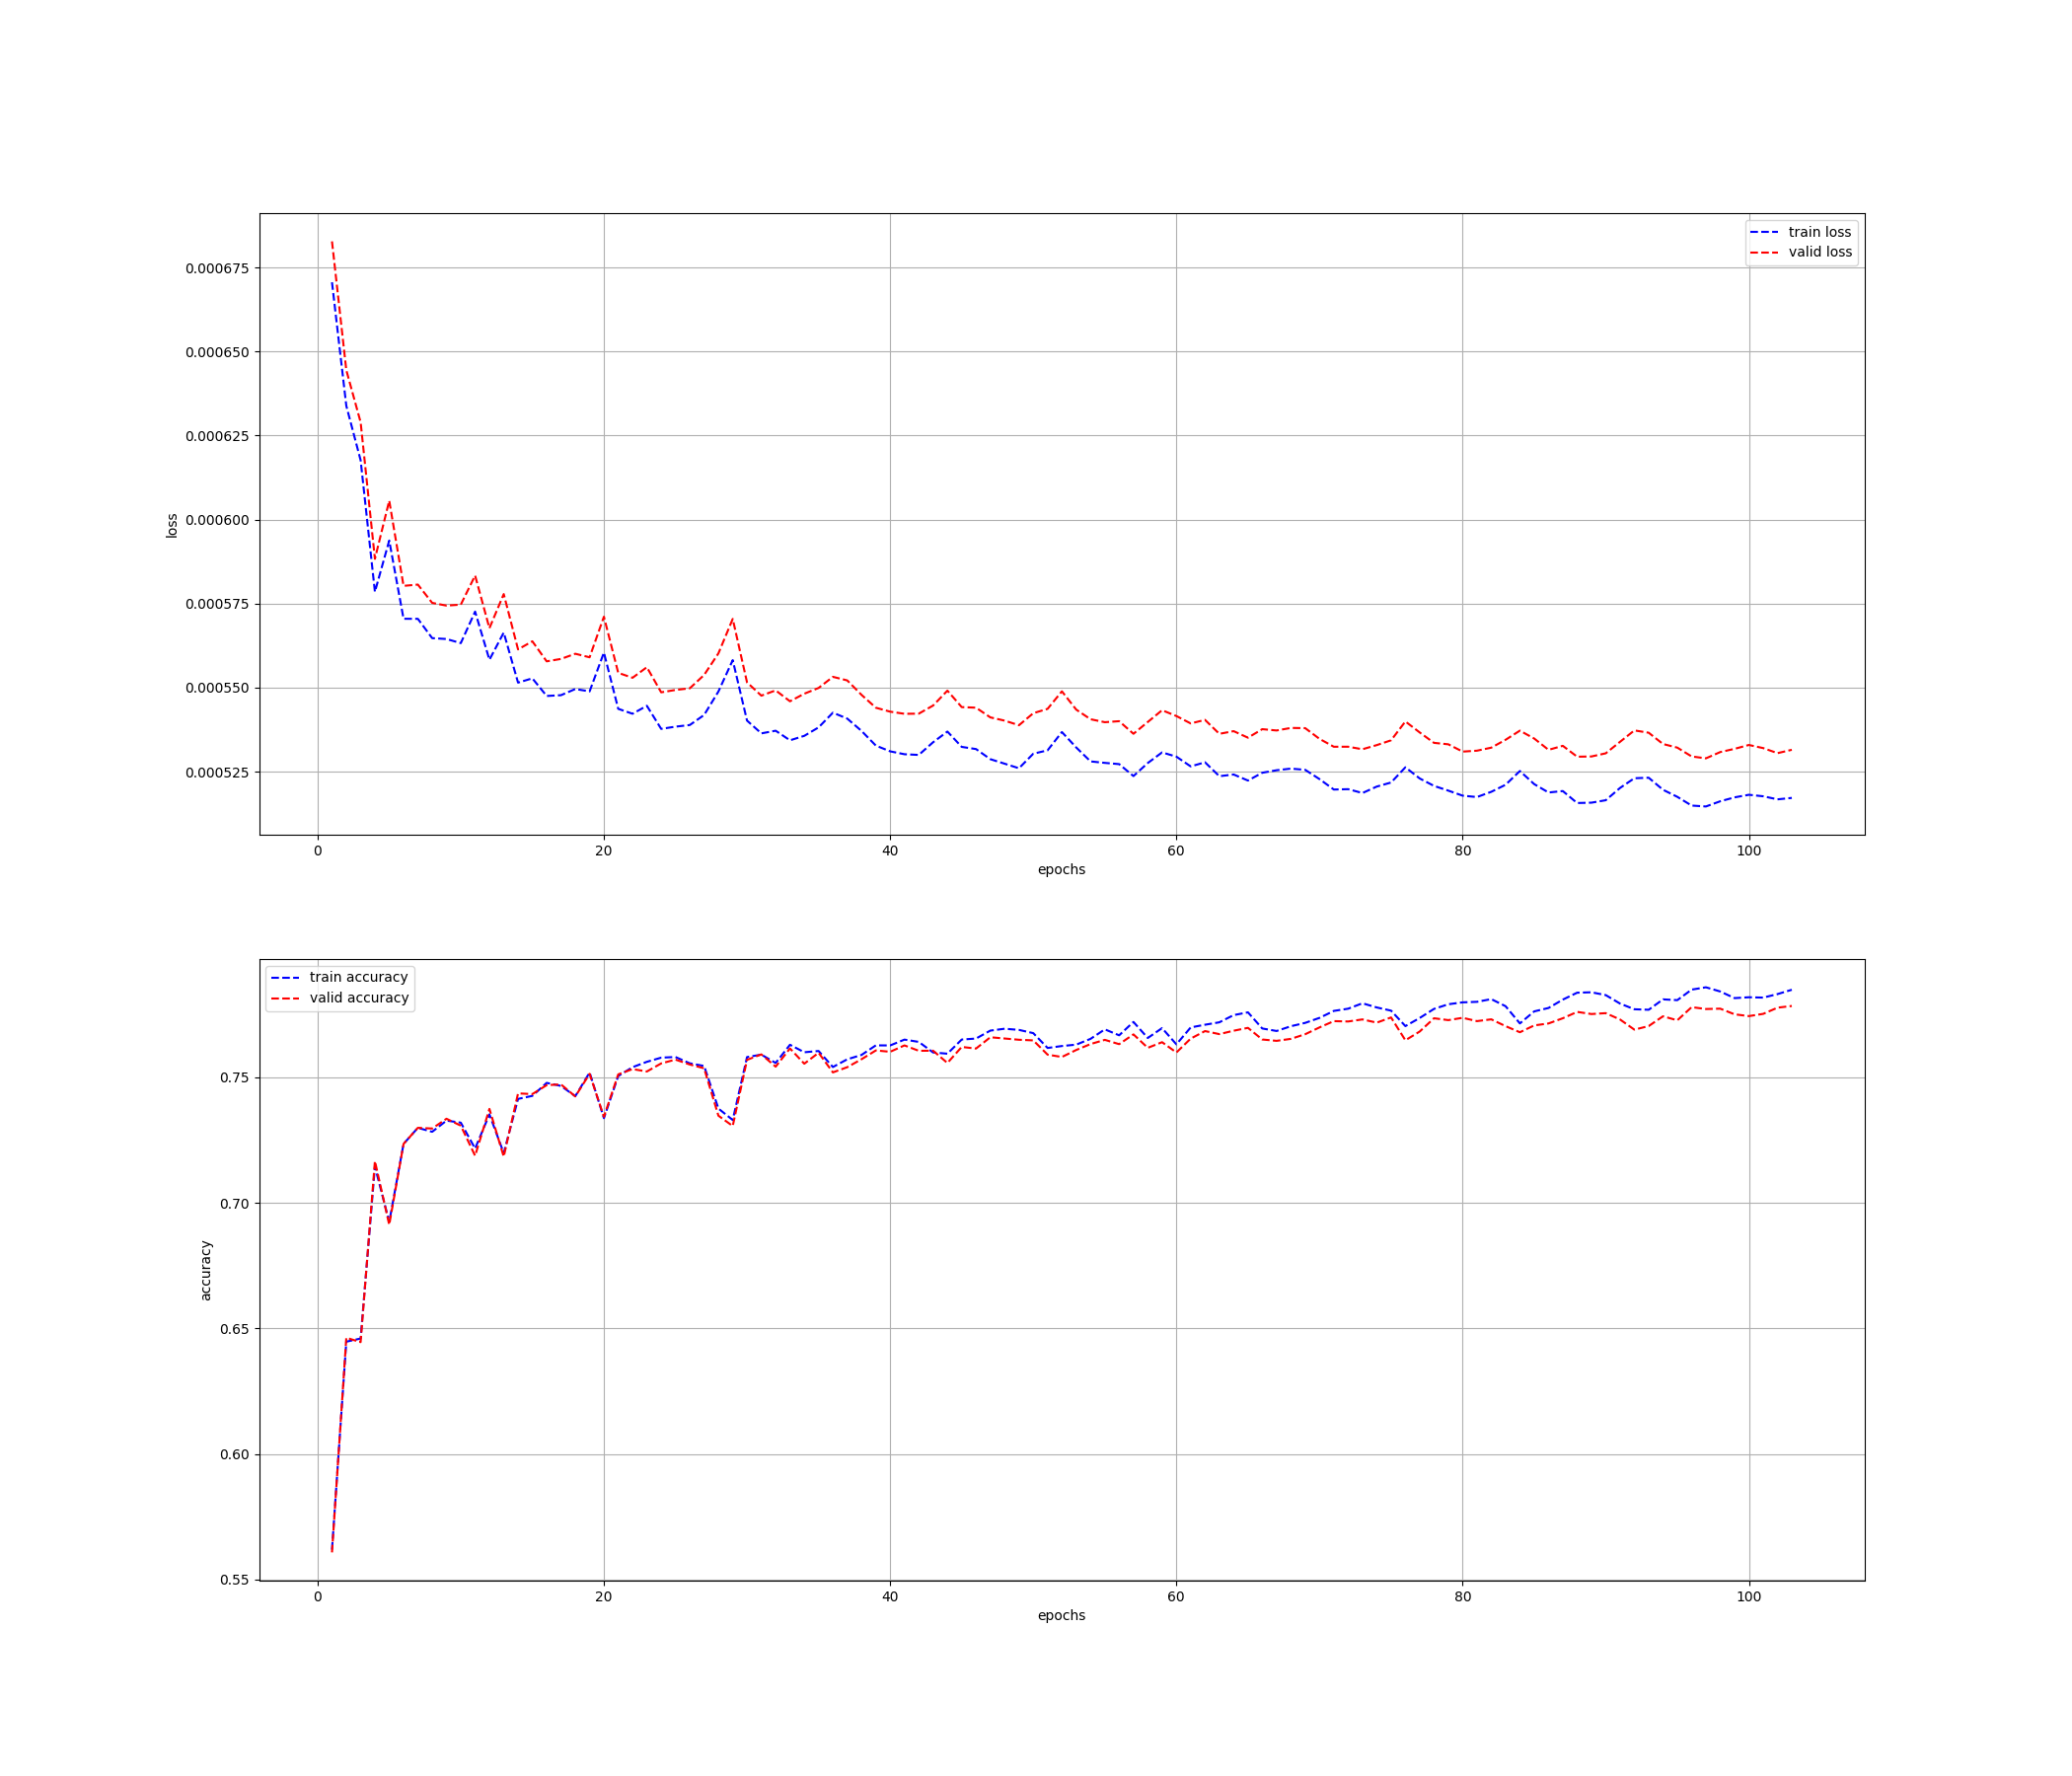 train loss
valid loss
0.000675
0.000650
0.000625
0.000600
0.000575
0.000550
0.000525
loss
0 20 40 60 80 100
epochs
train accuracy
valid accuracy
0.75
0.70
0.65
0.60
0.55
accuracy
0 20 40 60 80 100
epochs